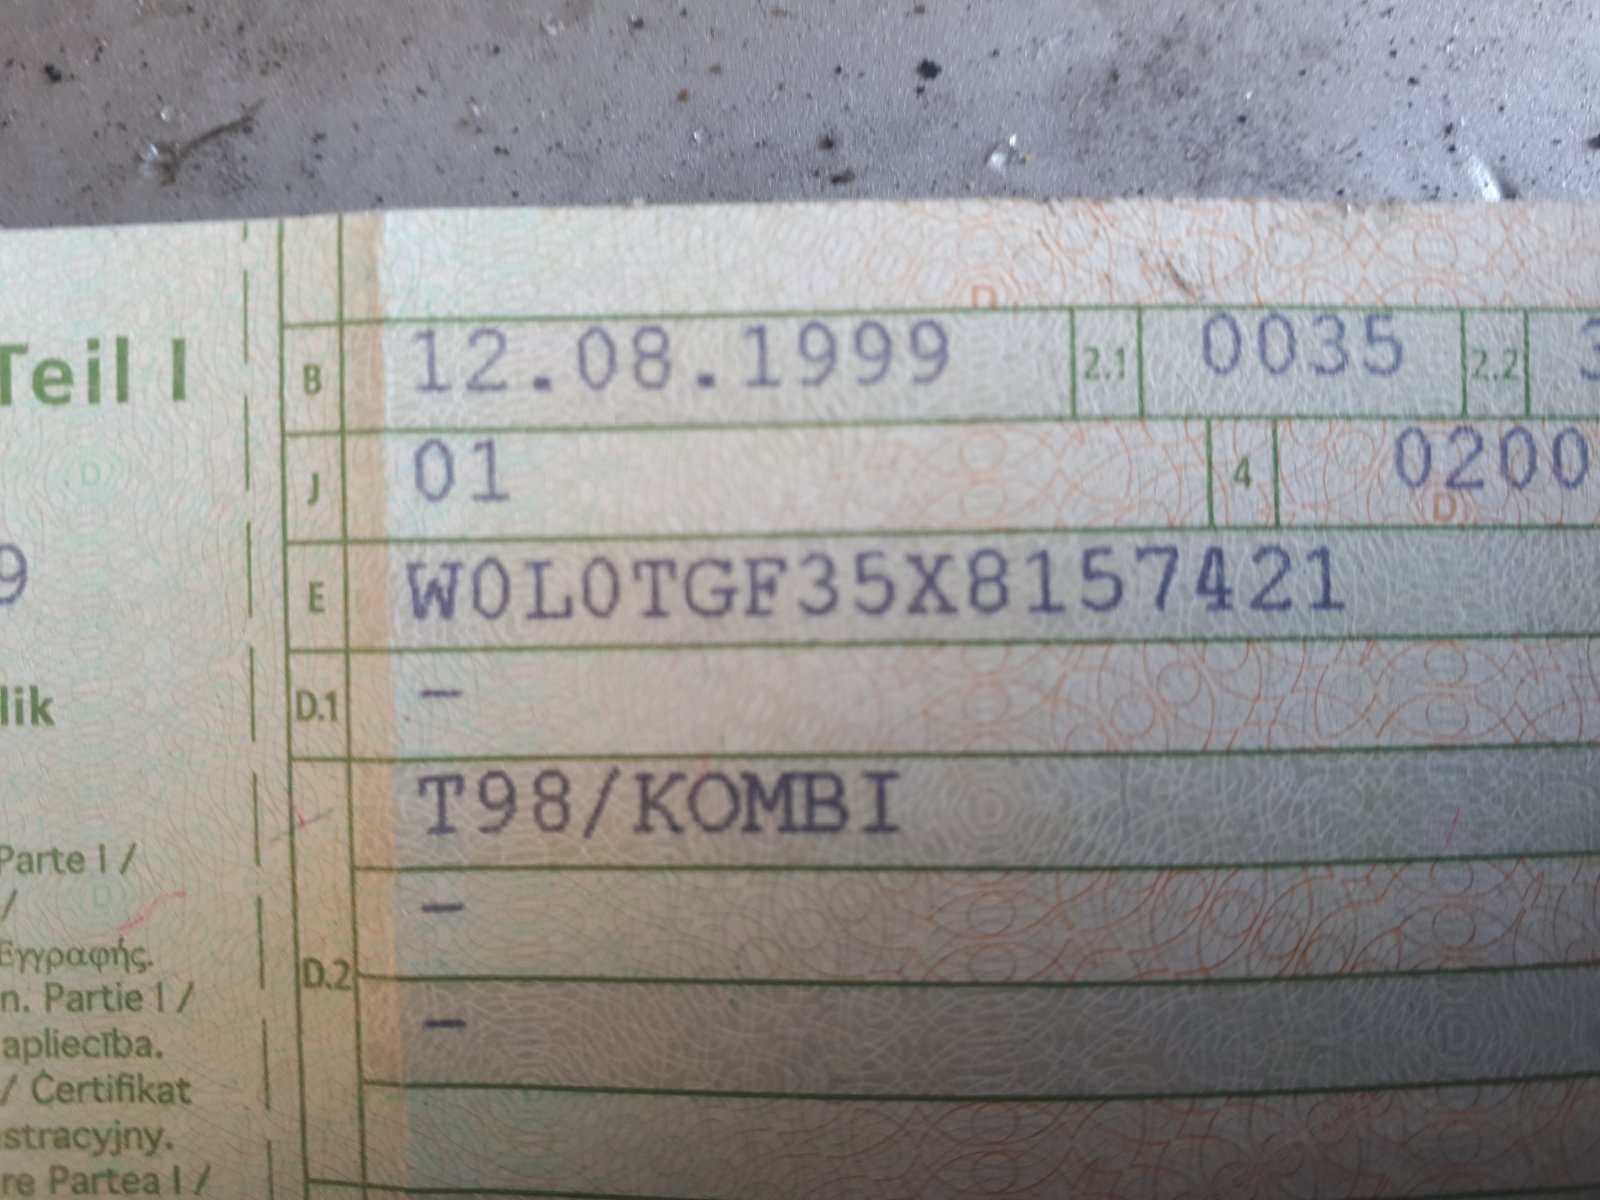 Teil I
B 12.08.1999 2.1 0035 2.2
J 01 4 0200
9
E W0L0TGF35X8157421
lik
D.1 –
T98/KOMBI
Parte I /
/
–
Εγγραφής.
D.2
n. Partie I /
–
apliecība.
/ Ċertifikat
stracyjny.
re Partea I /